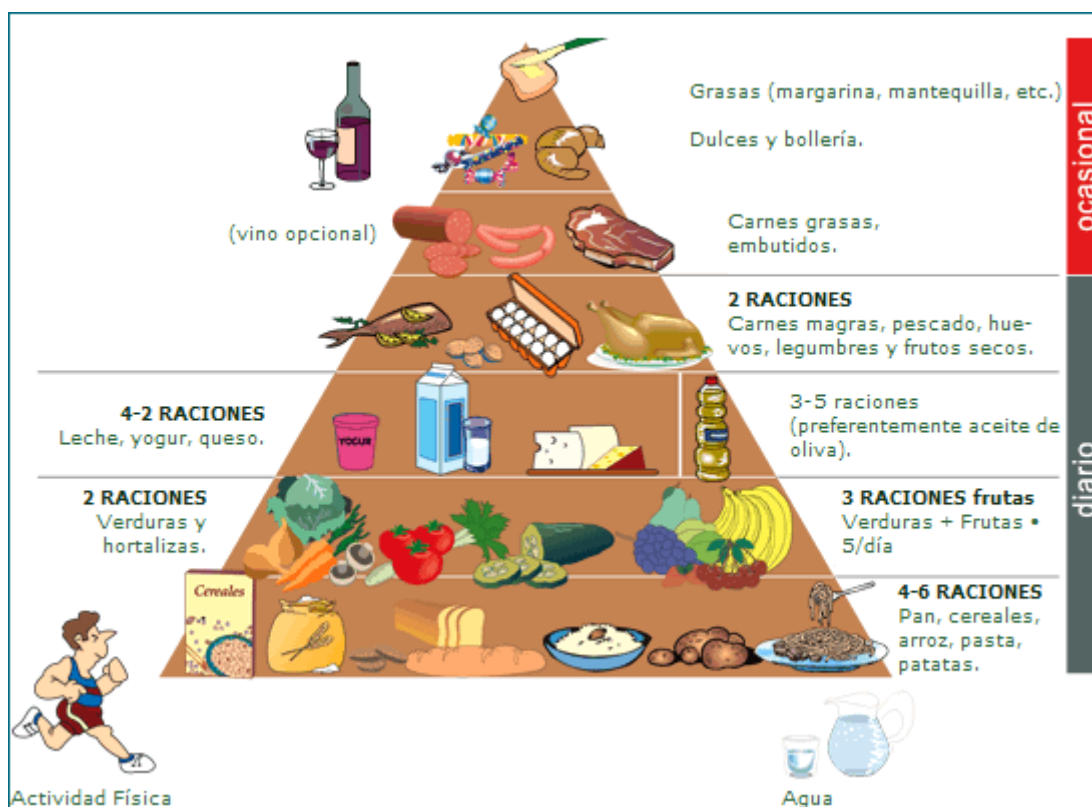 Grasas (margarina, mantequilla, etc.)
Dulces y bollería.
ocasional
(vino opcional)
Carnes grasas,
embutidos.
2 RACIONES
Carnes magras, pescado, hue-
vos, legumbres y frutos secos.
4-2 RACIONES
Leche, yogur, queso.
YOGUR
3-5 raciones
(preferentemente aceite de
oliva).
diario
2 RACIONES
Verduras y
hortalizas.
3 RACIONES frutas
Verduras + Frutas •
5/día
Cereales
4-6 RACIONES
Pan, cereales,
arroz, pasta,
patatas.
Actividad Física
Agua